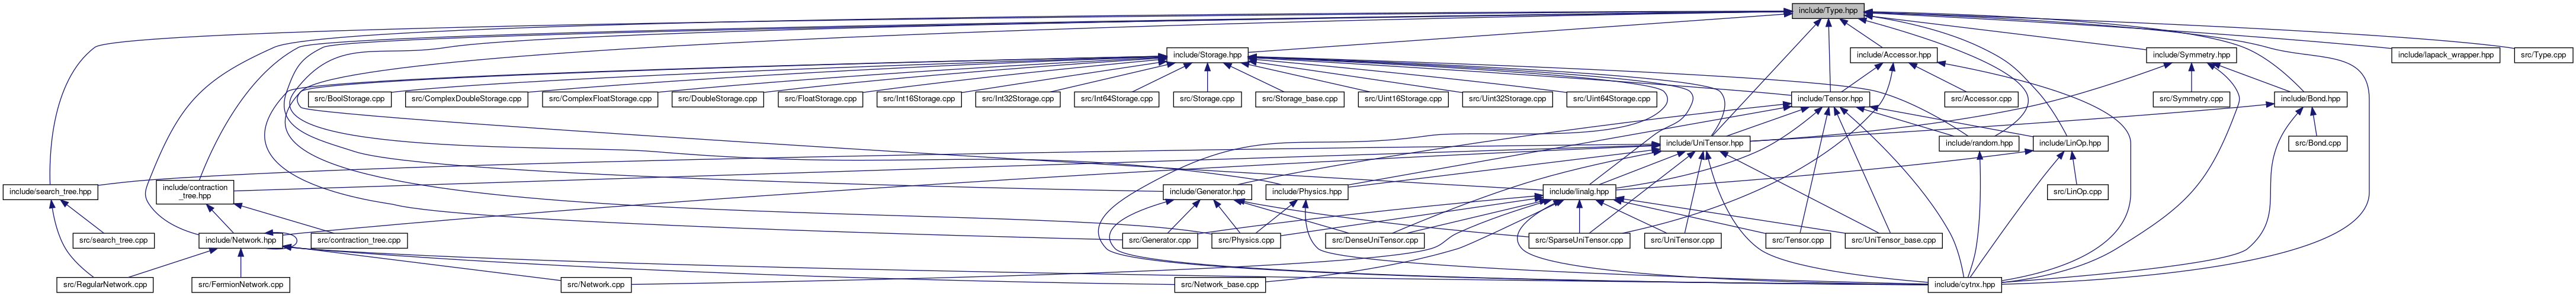 include/Type.hpp
include/Storage.hpp
include/Accessor.hpp
include/Symmetry.hpp
include/lapack_wrapper.hpp
src/Type.cpp
src/BoolStorage.cpp
src/ComplexDoubleStorage.cpp
src/ComplexFloatStorage.cpp
src/DoubleStorage.cpp
src/FloatStorage.cpp
src/Int16Storage.cpp
src/Int32Storage.cpp
src/Int64Storage.cpp
src/Storage.cpp
src/Storage_base.cpp
src/Uint16Storage.cpp
src/Uint32Storage.cpp
src/Uint64Storage.cpp
include/Tensor.hpp
src/Accessor.cpp
src/Symmetry.cpp
include/Bond.hpp
include/UniTensor.hpp
include/random.hpp
include/LinOp.hpp
src/Bond.cpp
include/search_tree.hpp
include/contraction
_tree.hpp
include/Generator.hpp
include/Physics.hpp
include/linalg.hpp
src/LinOp.cpp
src/search_tree.cpp
include/Network.hpp
src/contraction_tree.cpp
src/Generator.cpp
src/Physics.cpp
src/DenseUniTensor.cpp
src/SparseUniTensor.cpp
src/UniTensor.cpp
src/Tensor.cpp
src/UniTensor_base.cpp
src/RegularNetwork.cpp
src/FermionNetwork.cpp
src/Network.cpp
src/Network_base.cpp
include/cytnx.hpp